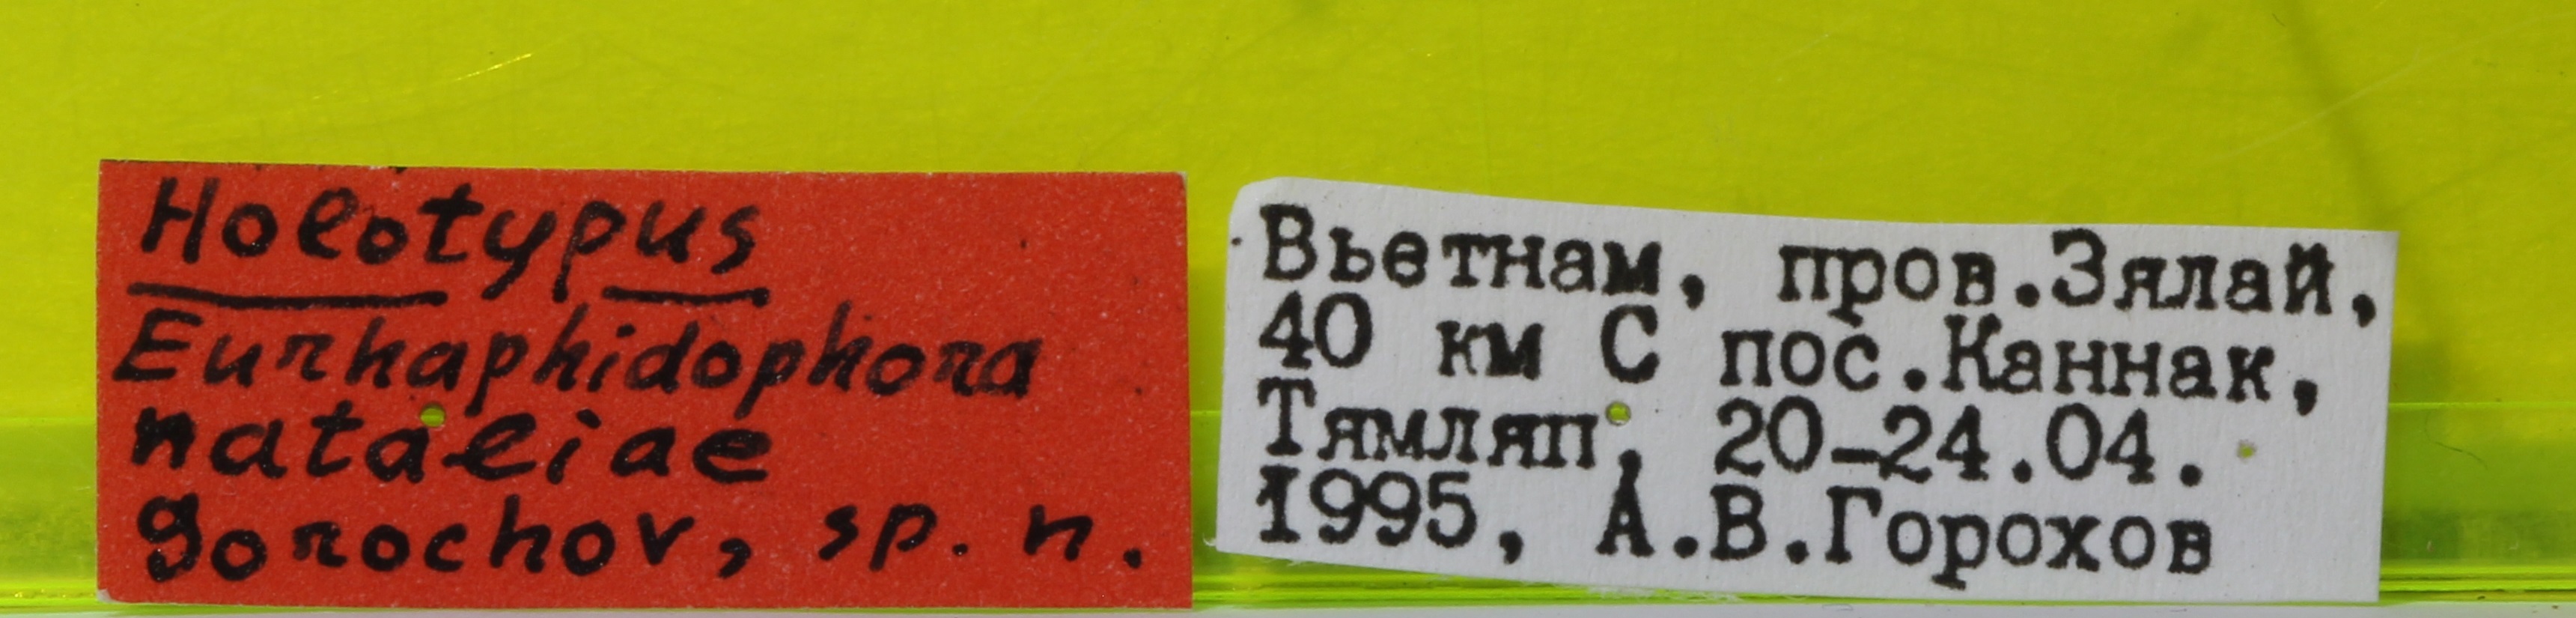 Holotypus
Eurhaphidophora
nataliae
Gorochov, sp. n.
Вьетнам, пров.Зялай,
40 км С пос.Каннак,
Тямляп, 20-24.04.
1995, А.В.Горохов